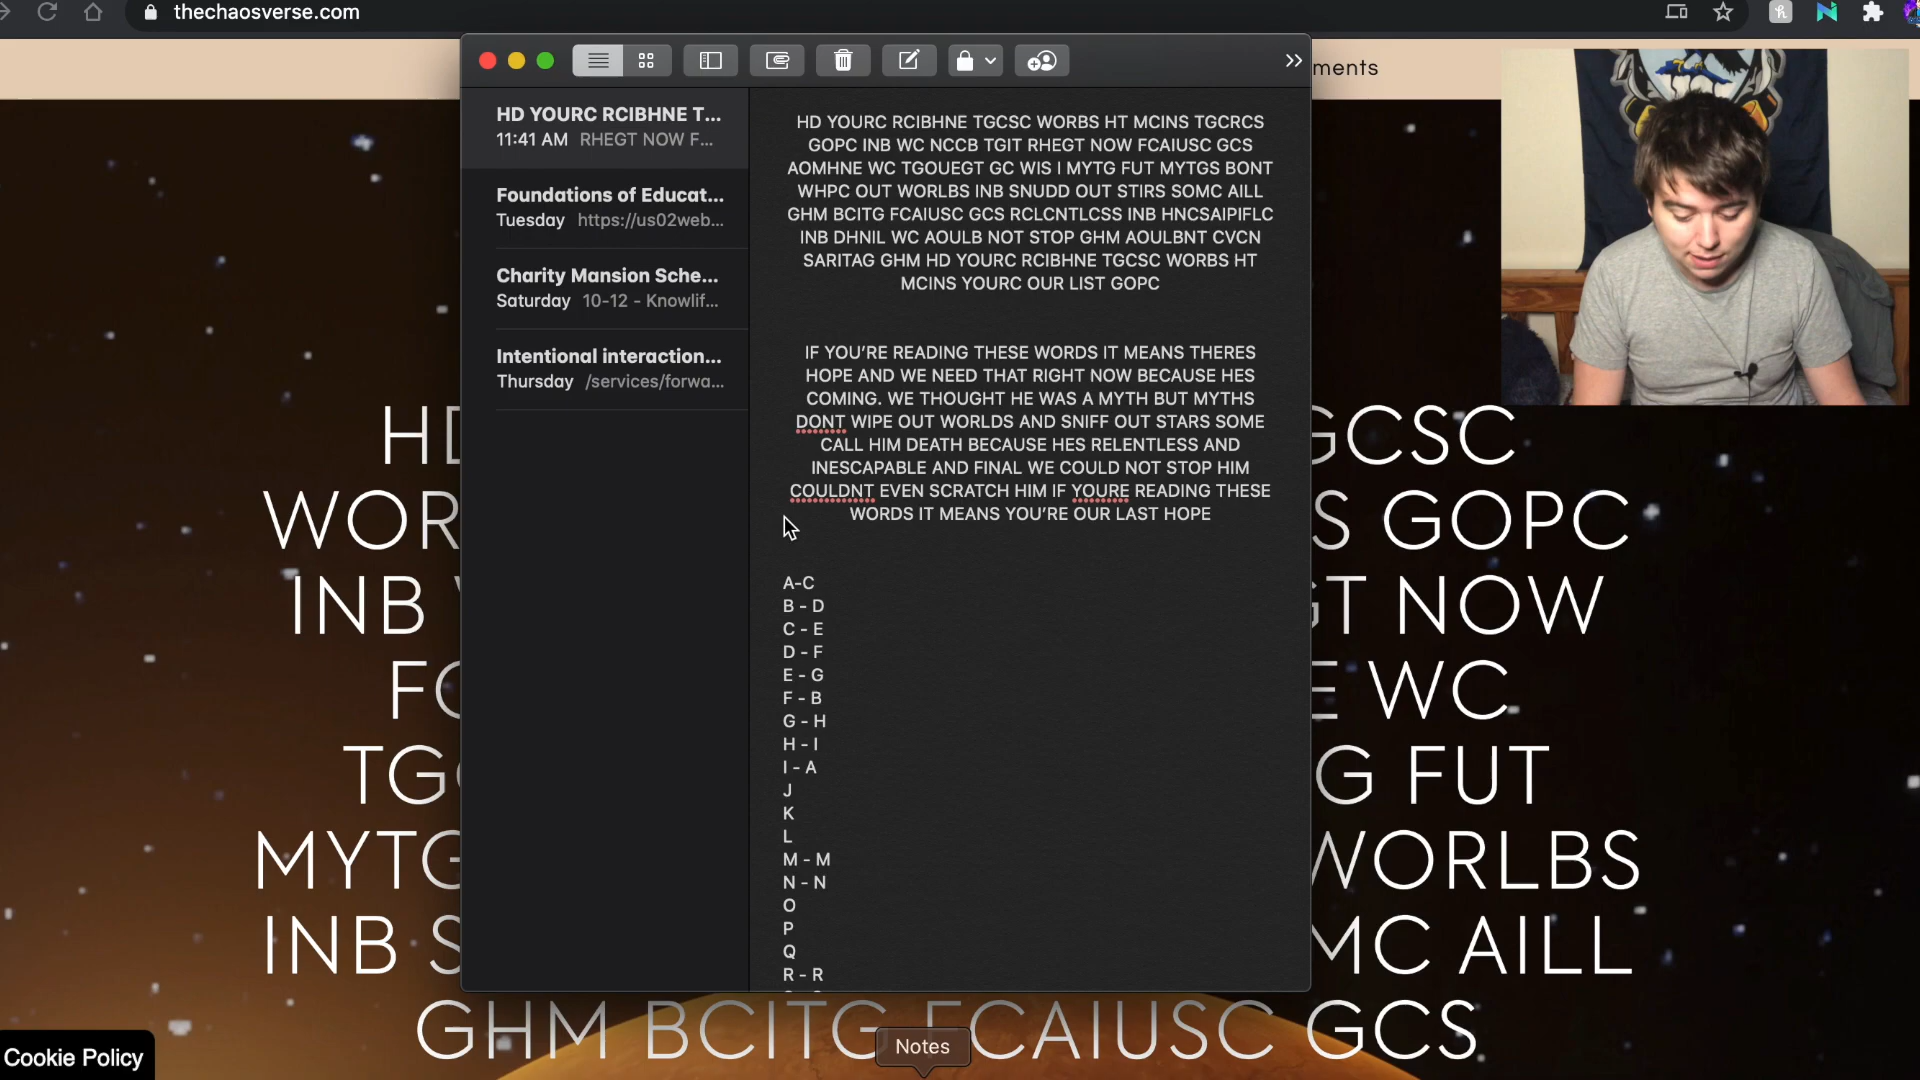 thechaosverse.com
ments
HD YOURC RCIBHNE T...
11:41 AM RHEGT NOW F...
Foundations of Educat...
Tuesday https://us02web...
Charity Mansion Sche...
Saturday 10-12 - Knowlif...
Intentional interaction...
Thursday /services/forwa...
HD YOURC RCIBHNE TGCSC WORBS HT MCINS TGCRCS
GOPC INB WC NCCB TGIT RHEGT NOW FCAIUSC GCS
AOMHNE WC TGOUEGT GC WIS I MYTG FUT MYTGS BONT
WHPC OUT WORLBS INB SNUDD OUT STIRS SOMC AILL
GHM BCITG FCAIUSC GCS RCLCNTLCSS INB HNCSAIPIFLC
INB DHNIL WC AOULB NOT STOP GHM AOULBNT CVCN
SARITAG GHM HD YOURC RCIBHNE TGCSC WORBS HT
MCINS YOURC OUR LIST GOPC
IF YOU'RE READING THESE WORDS IT MEANS THERES
HOPE AND WE NEED THAT RIGHT NOW BECAUSE HES
COMING. WE THOUGHT HE WAS A MYTH BUT MYTHS
DONT WIPE OUT WORLDS AND SNIFF OUT STARS SOME
CALL HIM DEATH BECAUSE HES RELENTLESS AND
INESCAPABLE AND FINAL WE COULD NOT STOP HIM
COULDNT EVEN SCRATCH HIM IF YOURE READING THESE
WORDS IT MEANS YOU'RE OUR LAST HOPE
A-C
B - D
C - E
D - F
E - G
F - B
G - H
H - I
I - A
J
K
L
M - M
N - N
O
P
Q
R - R
HD GCSC
WOR S GOPC
INB GT NOW
FC E WC
TG G FUT
MYTG WORLBS
INB S MC AILL
GHM BCITG FCAIUSC GCS
Cookie Policy
Notes